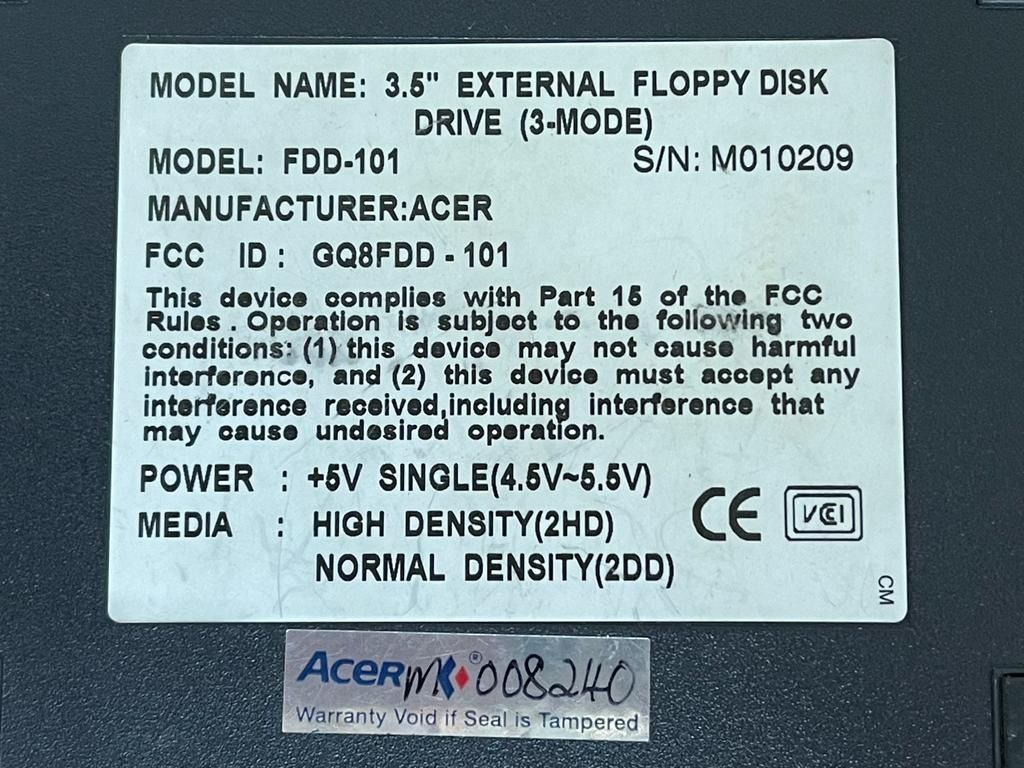 MODEL NAME: 3.5" EXTERNAL FLOPPY DISK
DRIVE (3-MODE)
MODEL: FDD-101 S/N: M010209
MANUFACTURER:ACER
FCC ID: GQ8FDD-101
This device complies with Part 15 of the FCC
Rules. Operation is subject to the following two
conditions: (1) this device may not cause harmful
interference, and (2) this device must accept any
interference received,including interference that
may cause undesired operation.
POWER : +5V SINGLE(4.5V~5.5V)
MEDIA : HIGH DENSITY(2HD)
CE VCI
NORMAL DENSITY(2DD)
CM
ACER ® M 008240
Warranty Void if Seal is Tampered